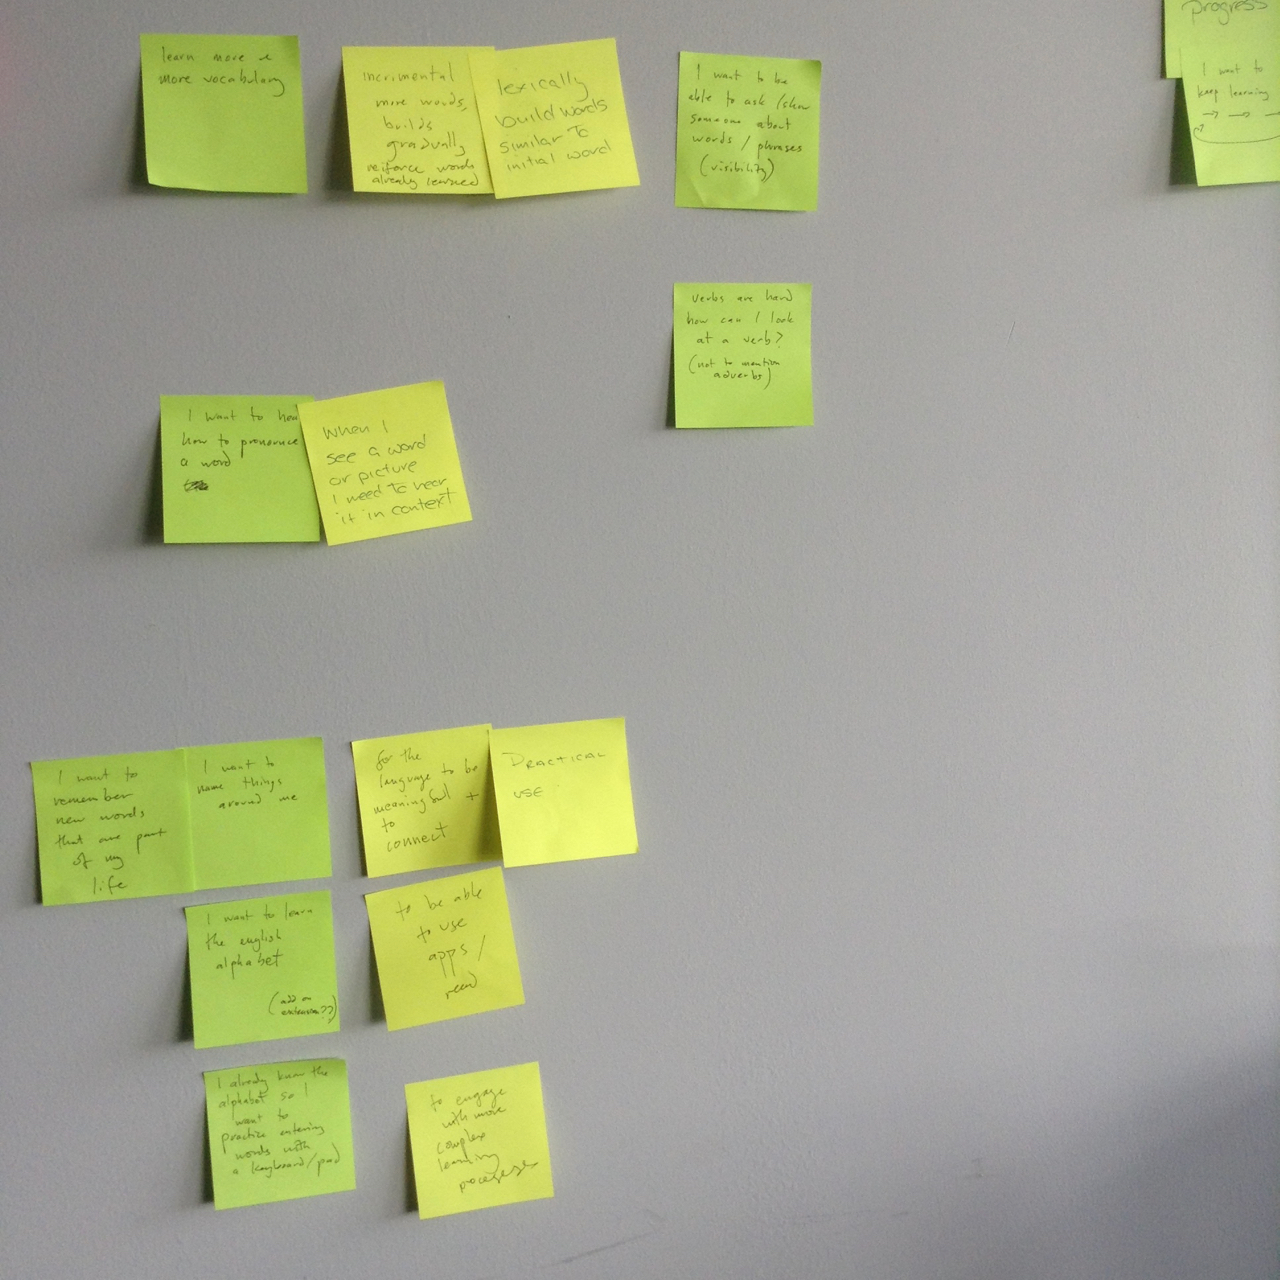 learn more &
more vocabulary
incrimental
more words,
builds
gradually
reiforce words
already learned
lexically
build words
similar to
initial word
I want to be
able to ask / show
someone about
words / phrases
(visibility)
progress
I want to
keep learning
→ → →
verbs are hard
how can I look
at a verb?
(not to mention
adverbs)
I want to hear
how to pronounce
a word
When I
see a word
or picture
I need to hear
it in context
I want to
remember
new words
that are part
of my
life
I want to
name things
around me
for the
language to be
meaningful +
to
connect
PRACTICAL
USE
I want to learn
the english
alphabet
(add on
extension??)
to be able
to use
apps /
read
I already know the
alphabet so I
want to
practice entering
words with
a keyboard/pad
to engage
with more
complex
learning
processes